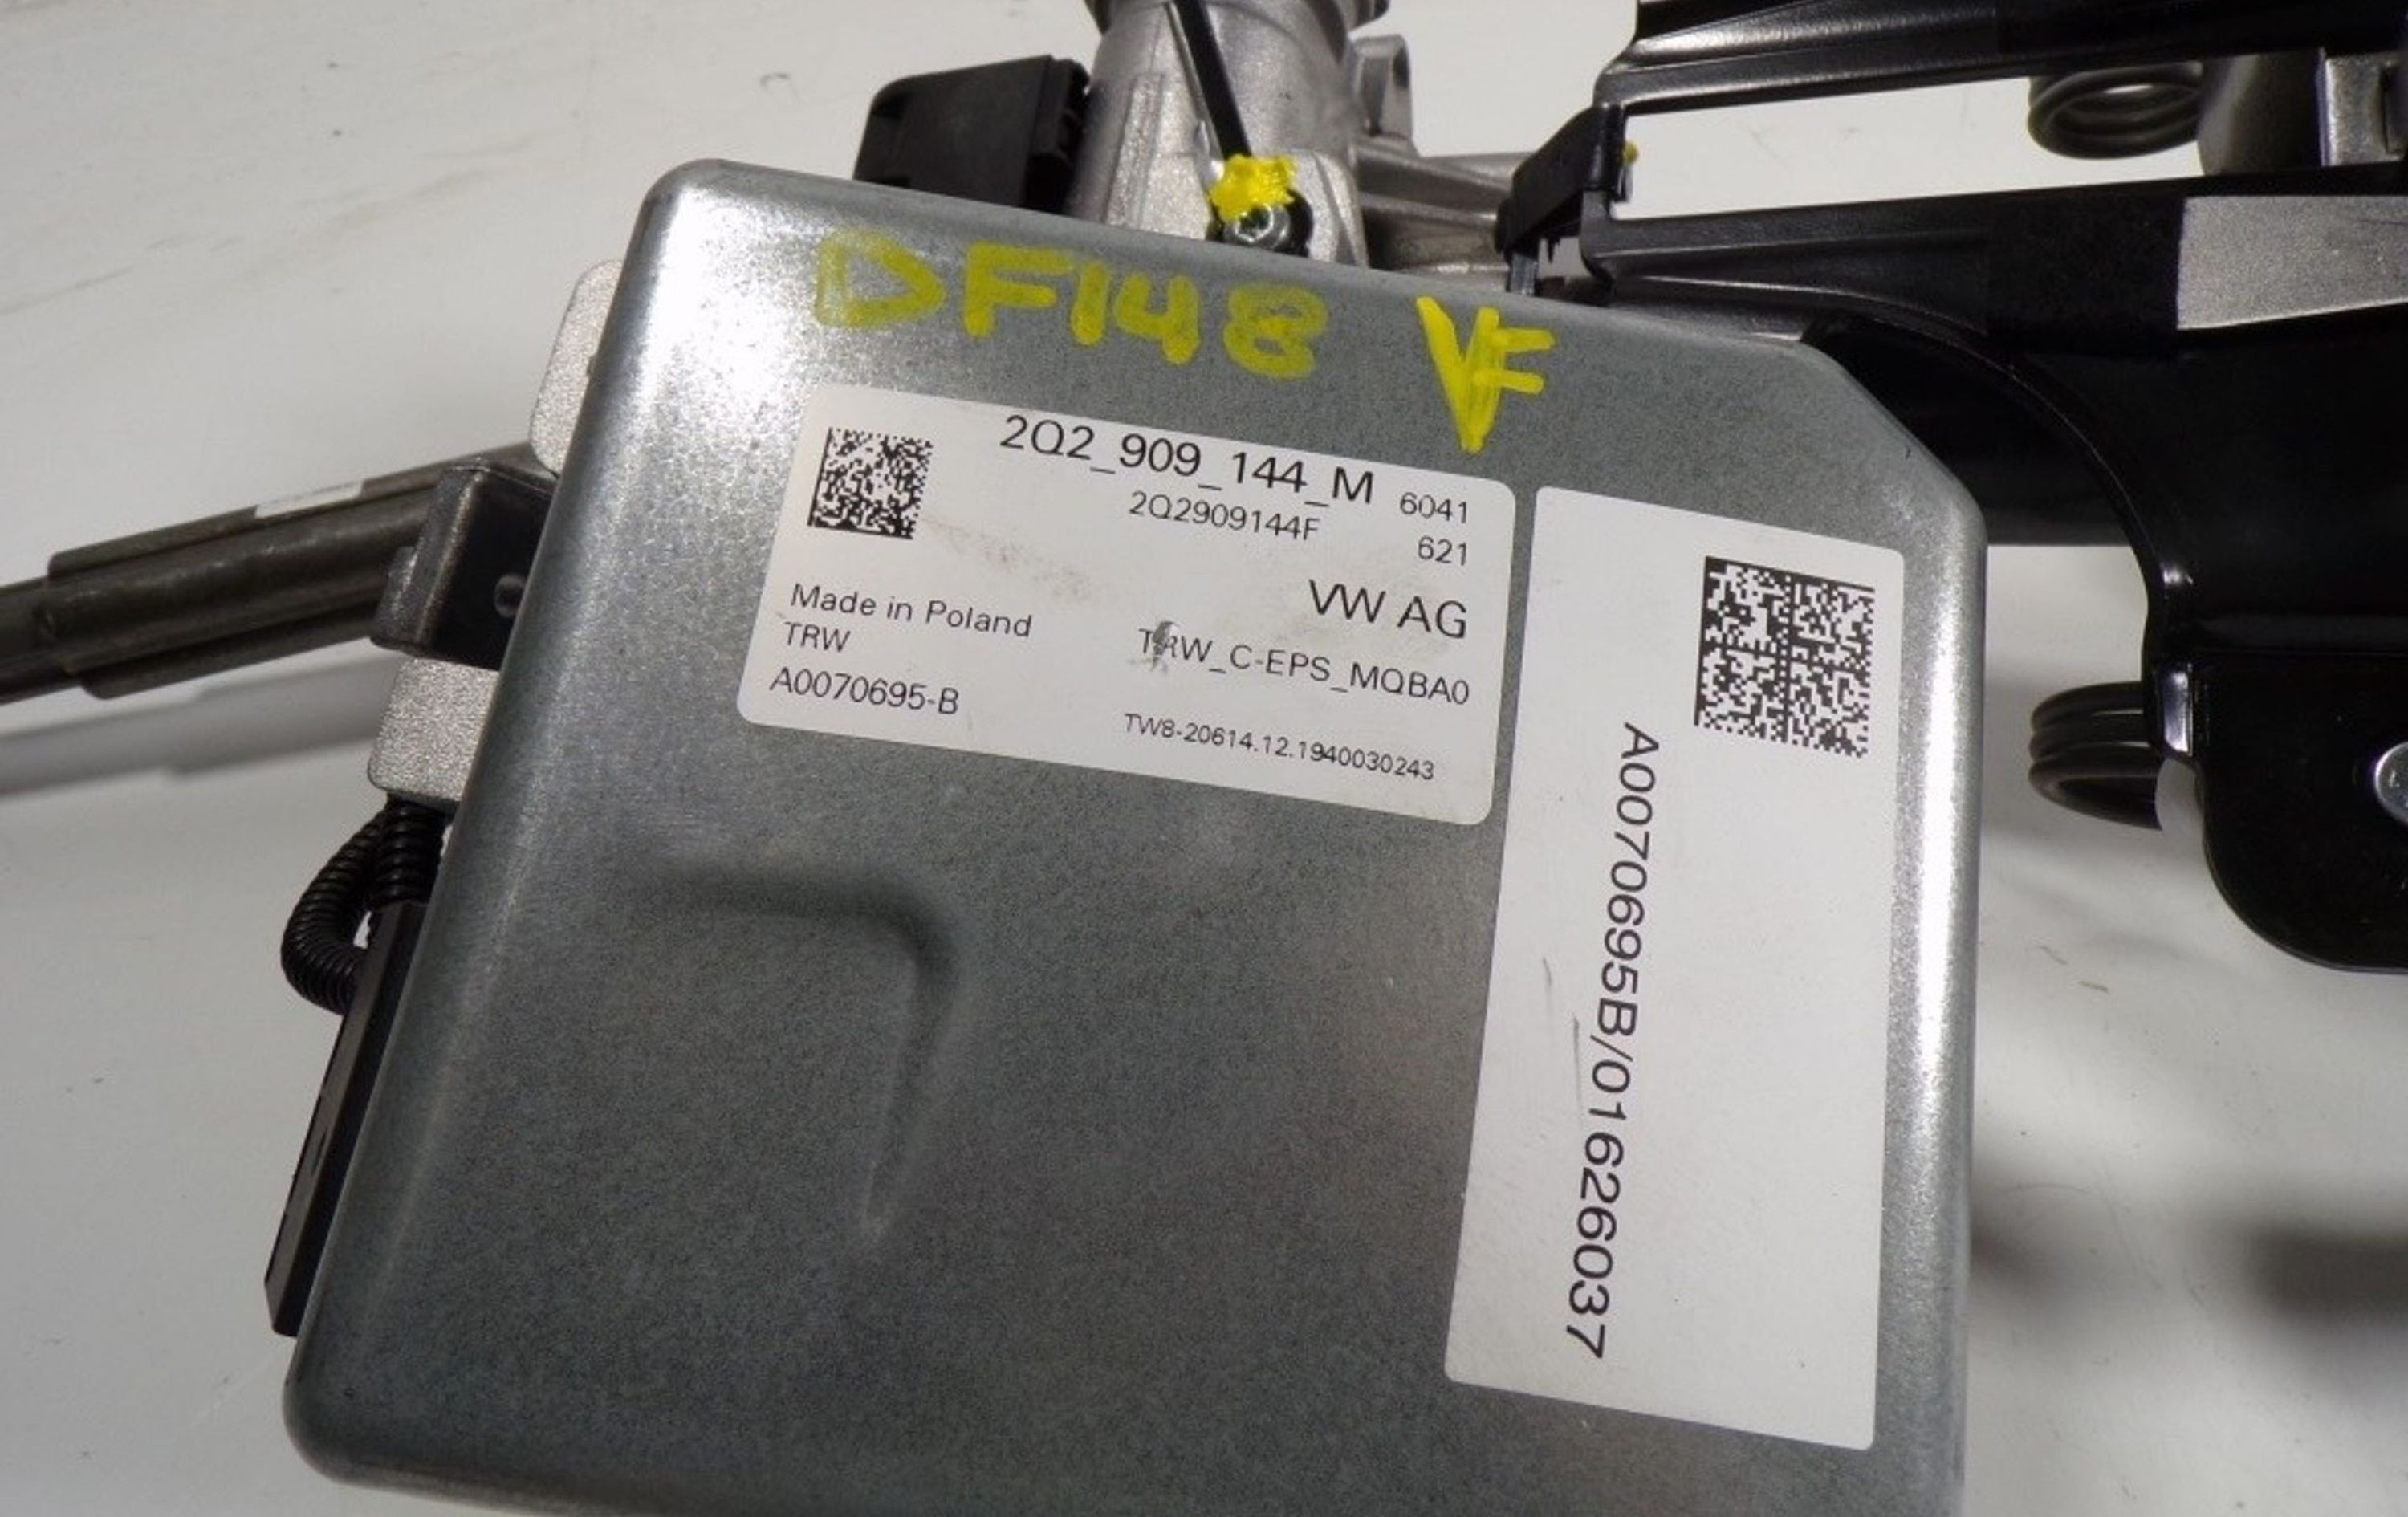 DF148 VF
2Q2_909_144_M 6041
2Q2909144F 621
VW AG
Made in Poland
TRW TRW_C-EPS_MQBA0
A0070695-B
TW8-20614.12.1940030243
A0070695B/01626037